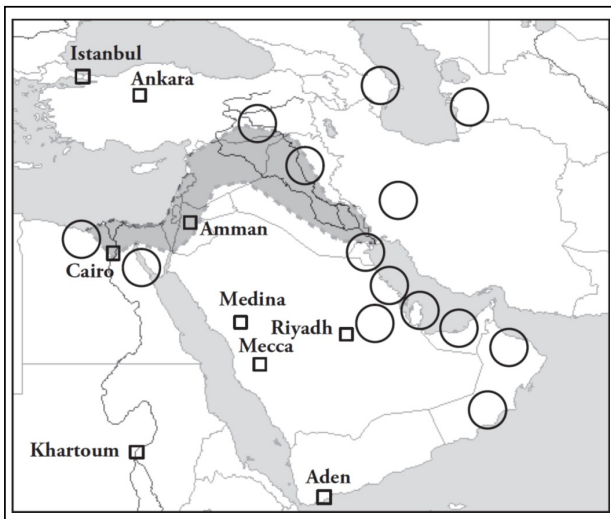 Istanbul
Ankara
Amman
Cairo
Medina
Riyadh
Mecca
Khartoum
Aden